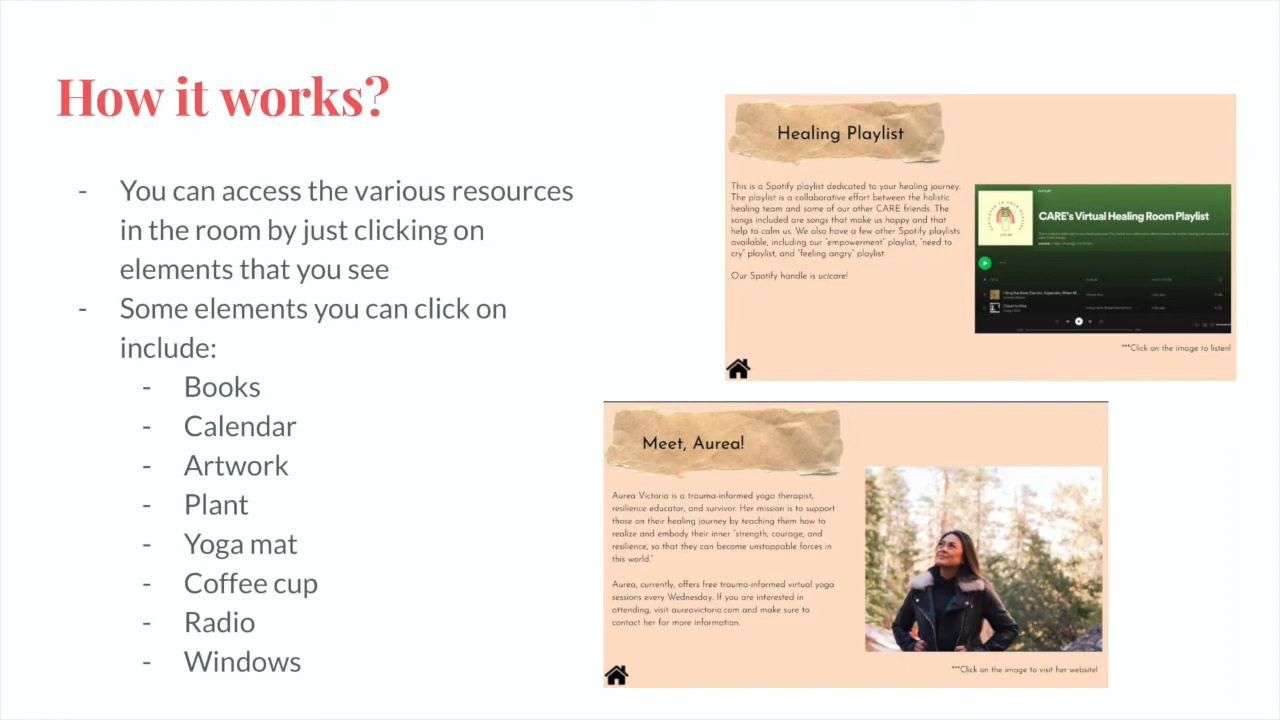 How it works?
- You can access the various resources
in the room by just clicking on
elements that you see
- Some elements you can click on
include:
- Books
- Calendar
- Artwork
- Plant
- Yoga mat
- Coffee cup
- Radio
- Windows
Healing Playlist
This is a Spotify playlist dedicated to your healing journey.
The playlist is a collaborative effort between the holistic
healing team and some of our other CARE friends. The
songs included are songs that make us happy and that
help to calm us. We also have a few other Spotify playlists
available, including our "empowerment" playlist, "need to
cry" playlist, and "feeling angry" playlist.
Our Spotify handle is ucicare!
PLAYLIST
CARE's Virtual Healing Room Playlist
***Click on the image to listen!
Meet, Aurea!
Aurea Victoria is a trauma-informed yoga therapist,
resilience educator, and survivor. Her mission is to support
those on their healing journey by teaching them how to
realize and embody their inner "strength, courage, and
resilience, so that they can become unstoppable forces in
this world."
Aurea, currently, offers free trauma-informed virtual yoga
sessions every Wednesday. If you are interested in
attending, visit aureavictoria.com and make sure to
contact her for more information.
***Click on the image to visit her website!